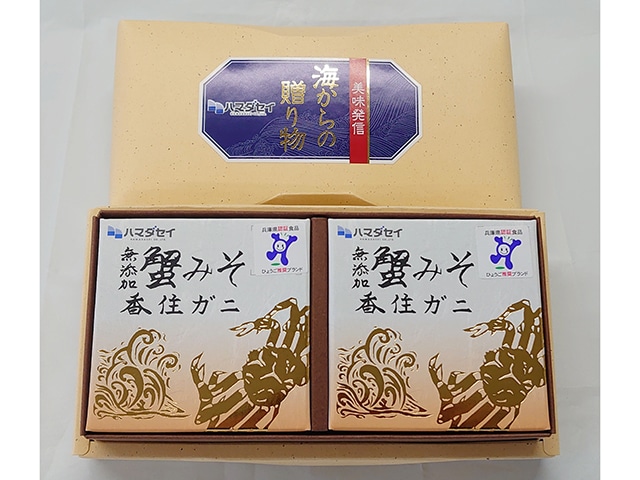 美味発信
海からの
贈り物
ハマダセイ
ハマダセイ
兵庫県認証食品
ひょうご推奨ブランド
無添加
蟹みそ
香住ガニ
ハマダセイ
兵庫県認証食品
ひょうご推奨ブランド
無添加
蟹みそ
香住ガニ